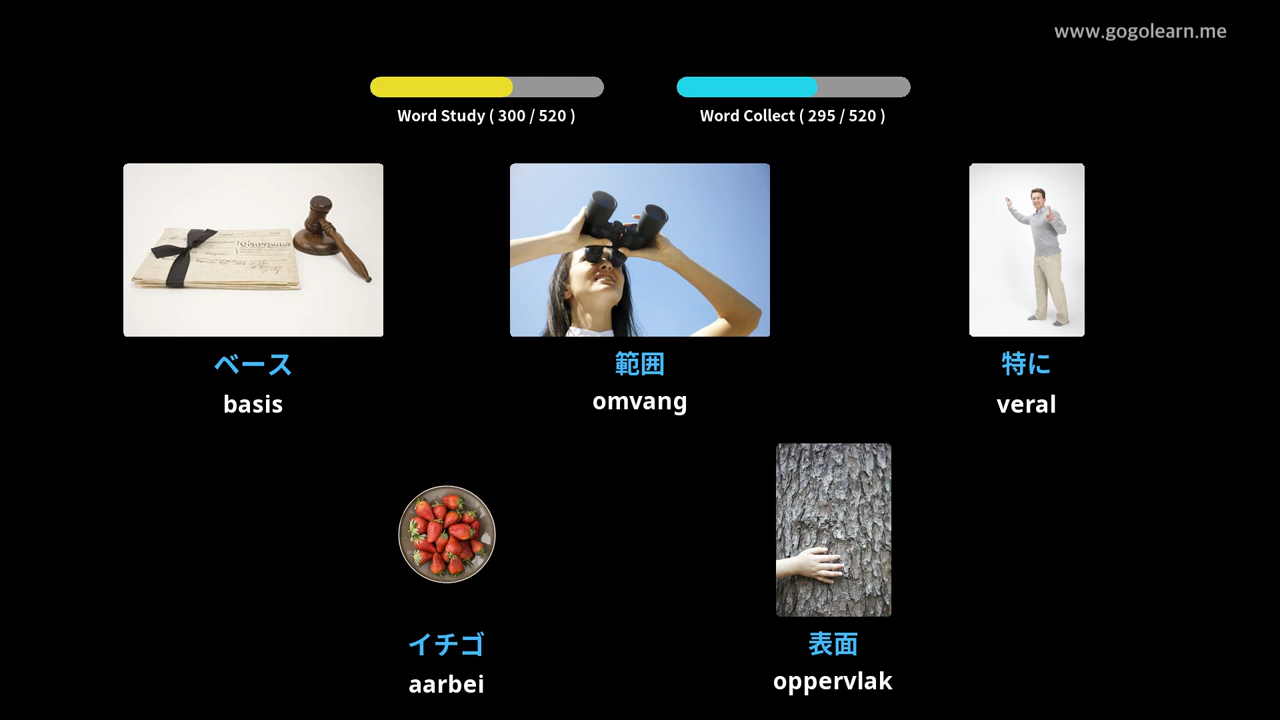 www.gogolearn.me
Word Study ( 300 / 520 )
Word Collect ( 295 / 520 )
ベース
basis
範囲
omvang
特に
veral
イチゴ
aarbei
表面
oppervlak